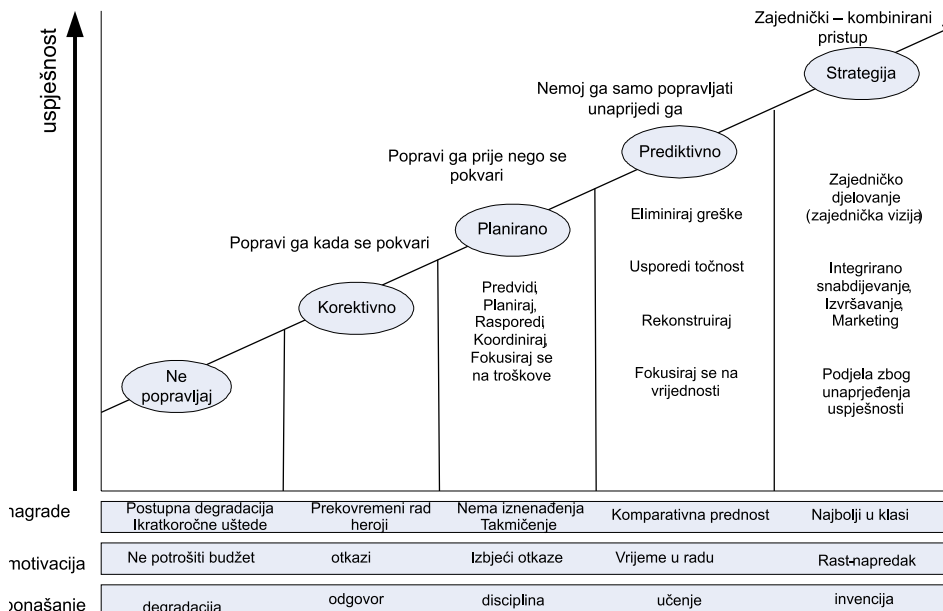 uspješnost
Zajednički – kombinirani
pristup
Strategija
Nemoj ga samo popravljati
unaprijedi ga
Prediktivno
Popravi ga prije nego se
pokvari
Planirano
Popravi ga kada se pokvari
Korektivno
Ne
popravljaj
Predvidi,
Planiraj,
Rasporedi,
Koordiniraj,
Fokusiraj se
na troškove
Eliminiraj greške
Usporedi točnost
Rekonstruiraj
Fokusiraj se na
vrijednosti
Zajedničko
djelovanje
(zajednička vizija)
Integrirano
snabdijevanje,
Izvršavanje,
Marketing
Podjela zbog
unaprjeđenja
uspješnosti
nagrade
Postupna degradacija
Ikratkoročne uštede
Prekovremeni rad
heroji
Nema iznenađenja
Takmičenje
Komparativna prednost
Najbolji u klasi
motivacija
Ne potrošiti budžet
otkazi
Izbjeći otkaze
Vrijeme u radu
Rast-napredak
ponašanje
degradacija
odgovor
disciplina
učenje
invencija